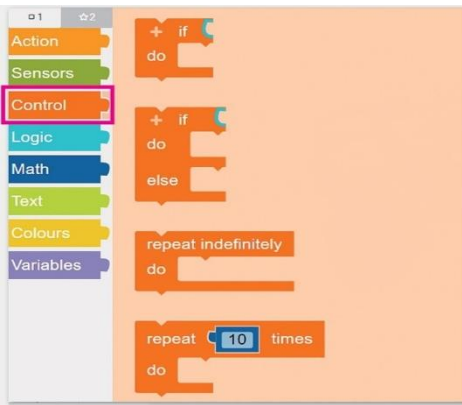 1 2
Action
Sensors
Control
Logic
Math
Text
Colours
Variables
+ if
do
+ if
do
else
repeat indefinitely
do
repeat 10 times
do